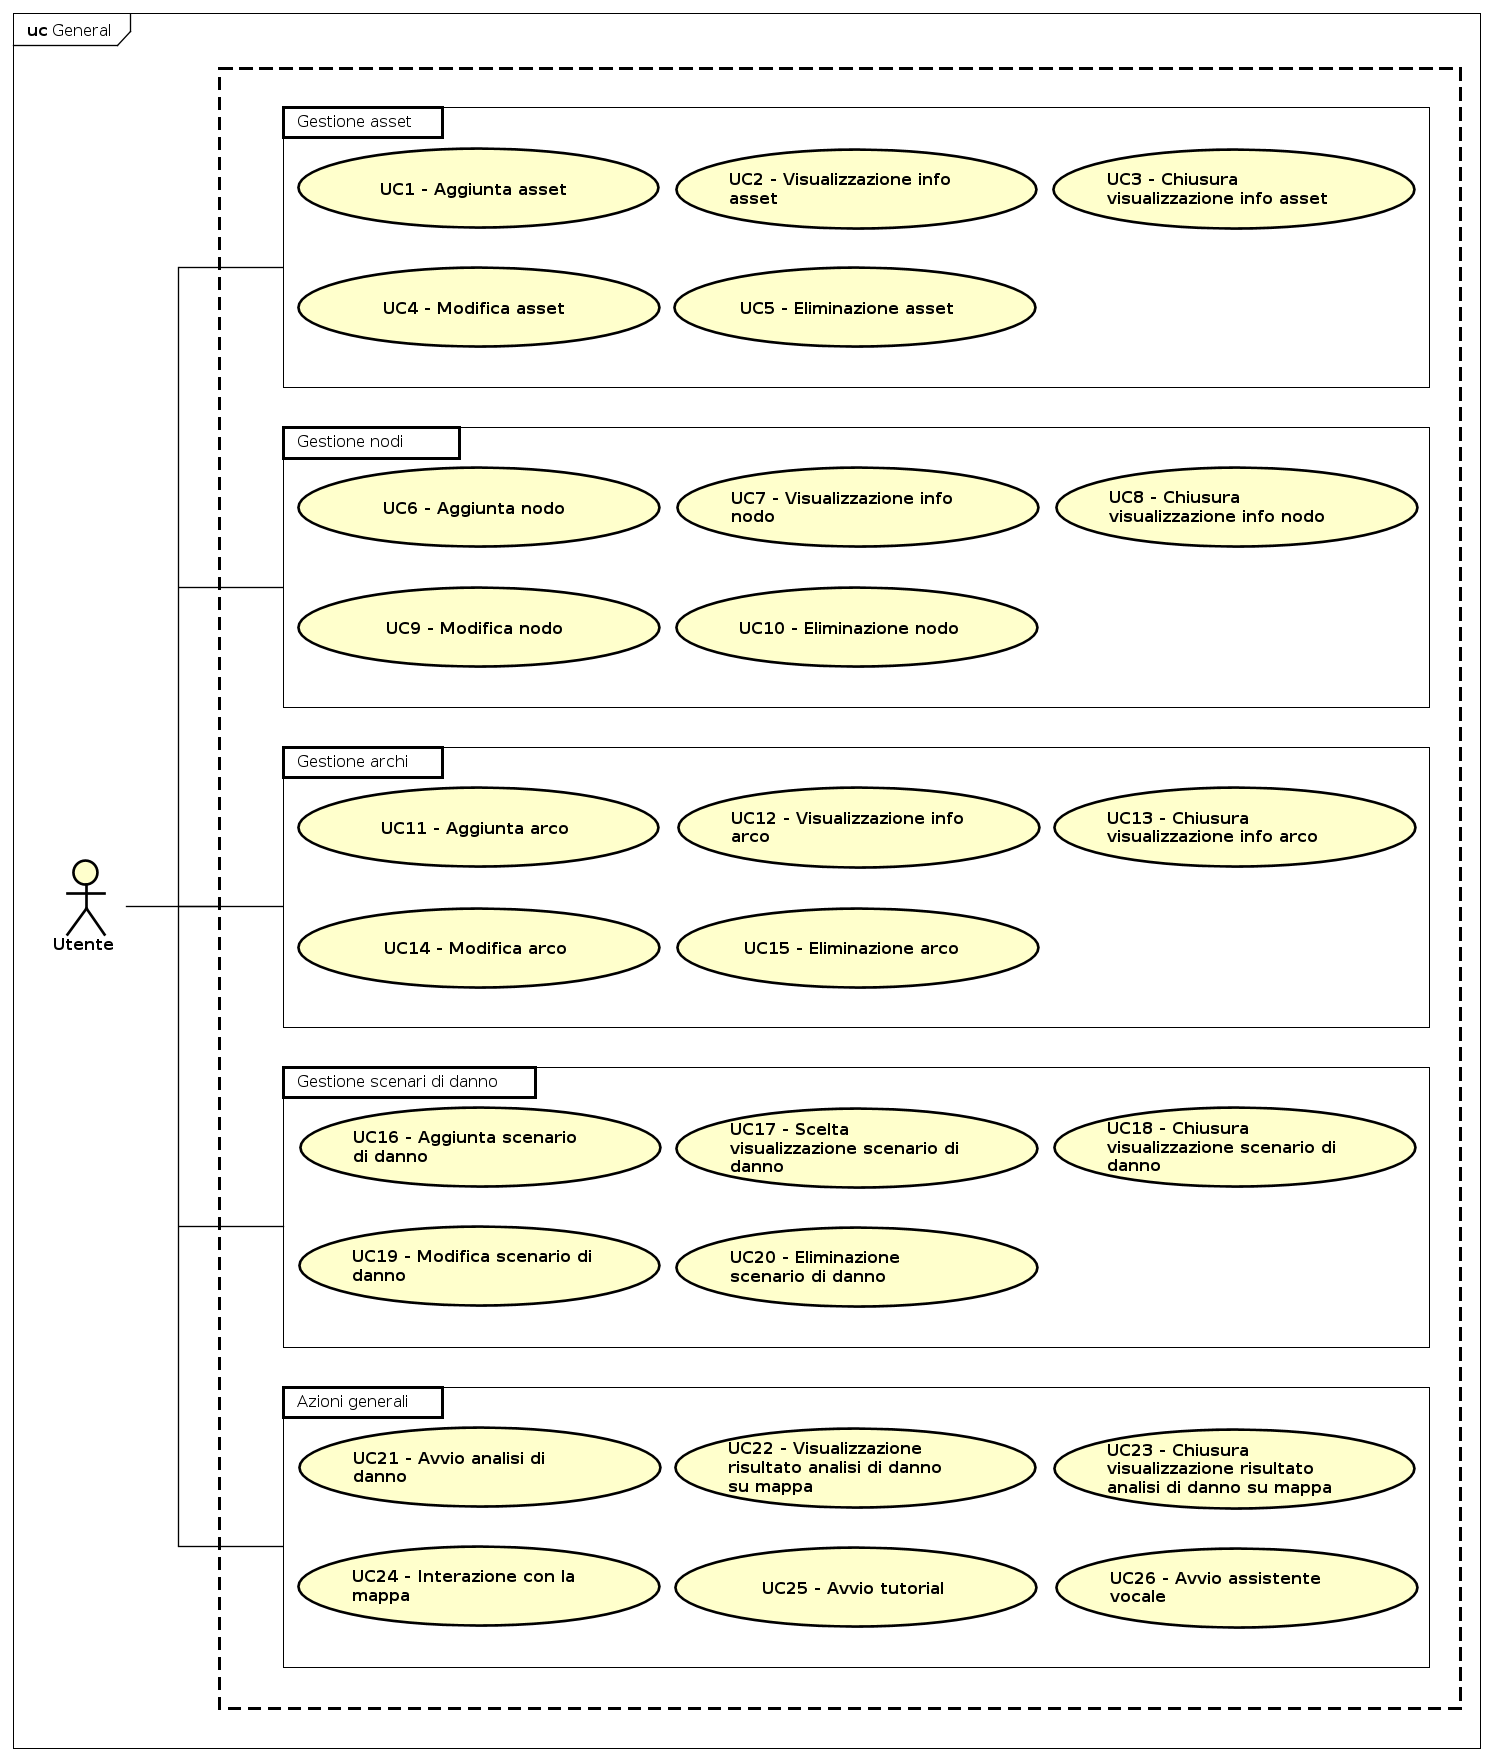 uc General
Gestione asset
UC1 - Aggiunta asset
UC2 - Visualizzazione info
asset
UC3 - Chiusura
visualizzazione info asset
UC4 - Modifica asset
UC5 - Eliminazione asset
Gestione nodi
UC6 - Aggiunta nodo
UC7 - Visualizzazione info
nodo
UC8 - Chiusura
visualizzazione info nodo
UC9 - Modifica nodo
UC10 - Eliminazione nodo
Gestione archi
UC11 - Aggiunta arco
UC12 - Visualizzazione info
arco
UC13 - Chiusura
visualizzazione info arco
Utente
UC14 - Modifica arco
UC15 - Eliminazione arco
Gestione scenari di danno
UC16 - Aggiunta scenario
di danno
UC17 - Scelta
visualizzazione scenario di
danno
UC18 - Chiusura
visualizzazione scenario di
danno
UC19 - Modifica scenario di
danno
UC20 - Eliminazione
scenario di danno
Azioni generali
UC21 - Avvio analisi di
danno
UC22 - Visualizzazione
risultato analisi di danno
su mappa
UC23 - Chiusura
visualizzazione risultato
analisi di danno su mappa
UC24 - Interazione con la
mappa
UC25 - Avvio tutorial
UC26 - Avvio assistente
vocale